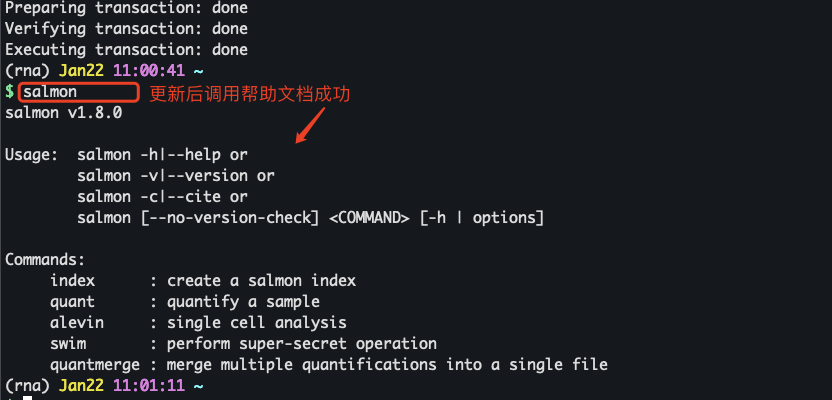 Preparing transaction: done
Verifying transaction: done
Executing transaction: done
(rna) Jan22 11:00:41 ~
$ salmon 更新后调用帮助文档成功
salmon v1.8.0
Usage:  salmon -h|--help or
        salmon -v|--version or
        salmon -c|--cite or
        salmon [--no-version-check] <COMMAND> [-h | options]
Commands:
     index      : create a salmon index
     quant      : quantify a sample
     alevin     : single cell analysis
     swim       : perform super-secret operation
     quantmerge : merge multiple quantifications into a single file
(rna) Jan22 11:01:11 ~